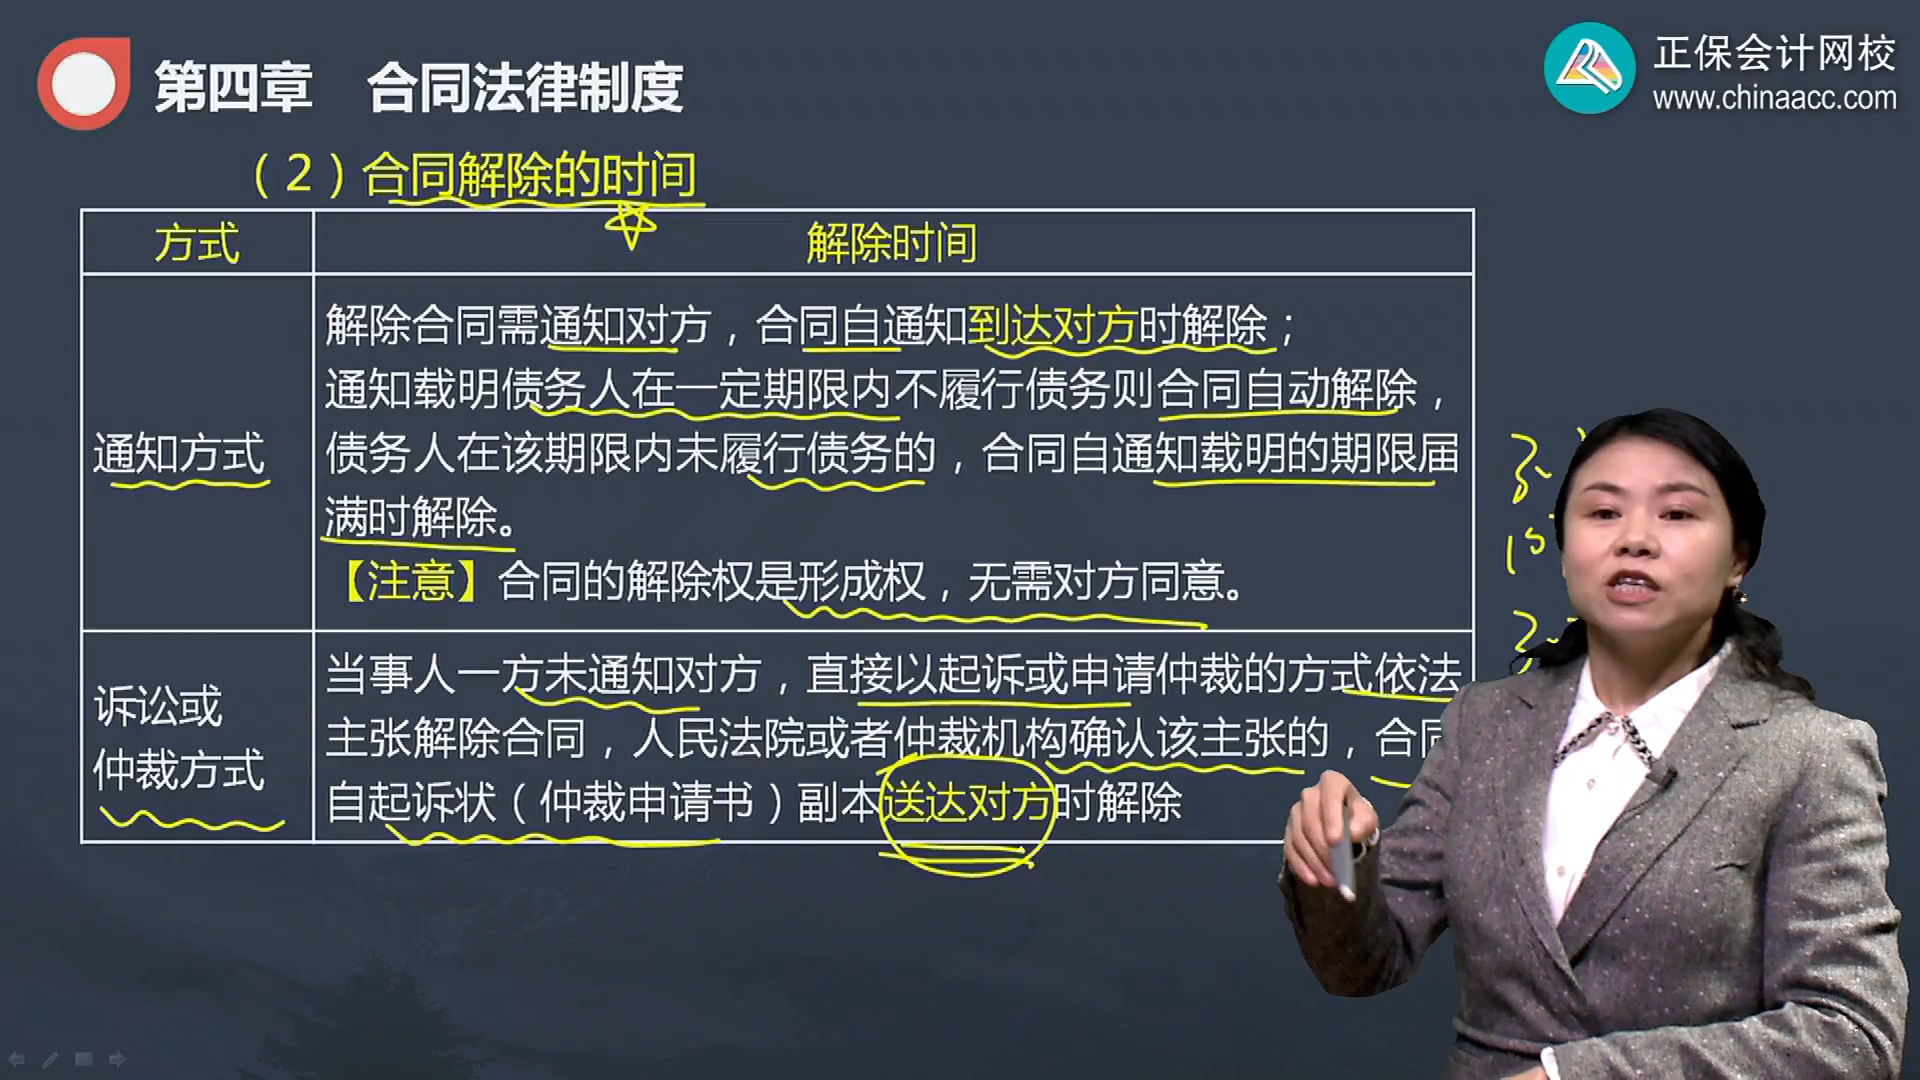 第四章 合同法律制度
正保会计网校
www.chinaacc.com
（2）合同解除的时间
方式
解除时间
通知方式
解除合同需通知对方，合同自通知到达对方时解除；
通知载明债务人在一定期限内不履行债务则合同自动解除，
债务人在该期限内未履行债务的，合同自通知载明的期限届
满时解除。
【注意】合同的解除权是形成权，无需对方同意。
诉讼或
仲裁方式
当事人一方未通知对方，直接以起诉或申请仲裁的方式依法
主张解除合同，人民法院或者仲裁机构确认该主张的，合同
自起诉状（仲裁申请书）副本送达对方时解除